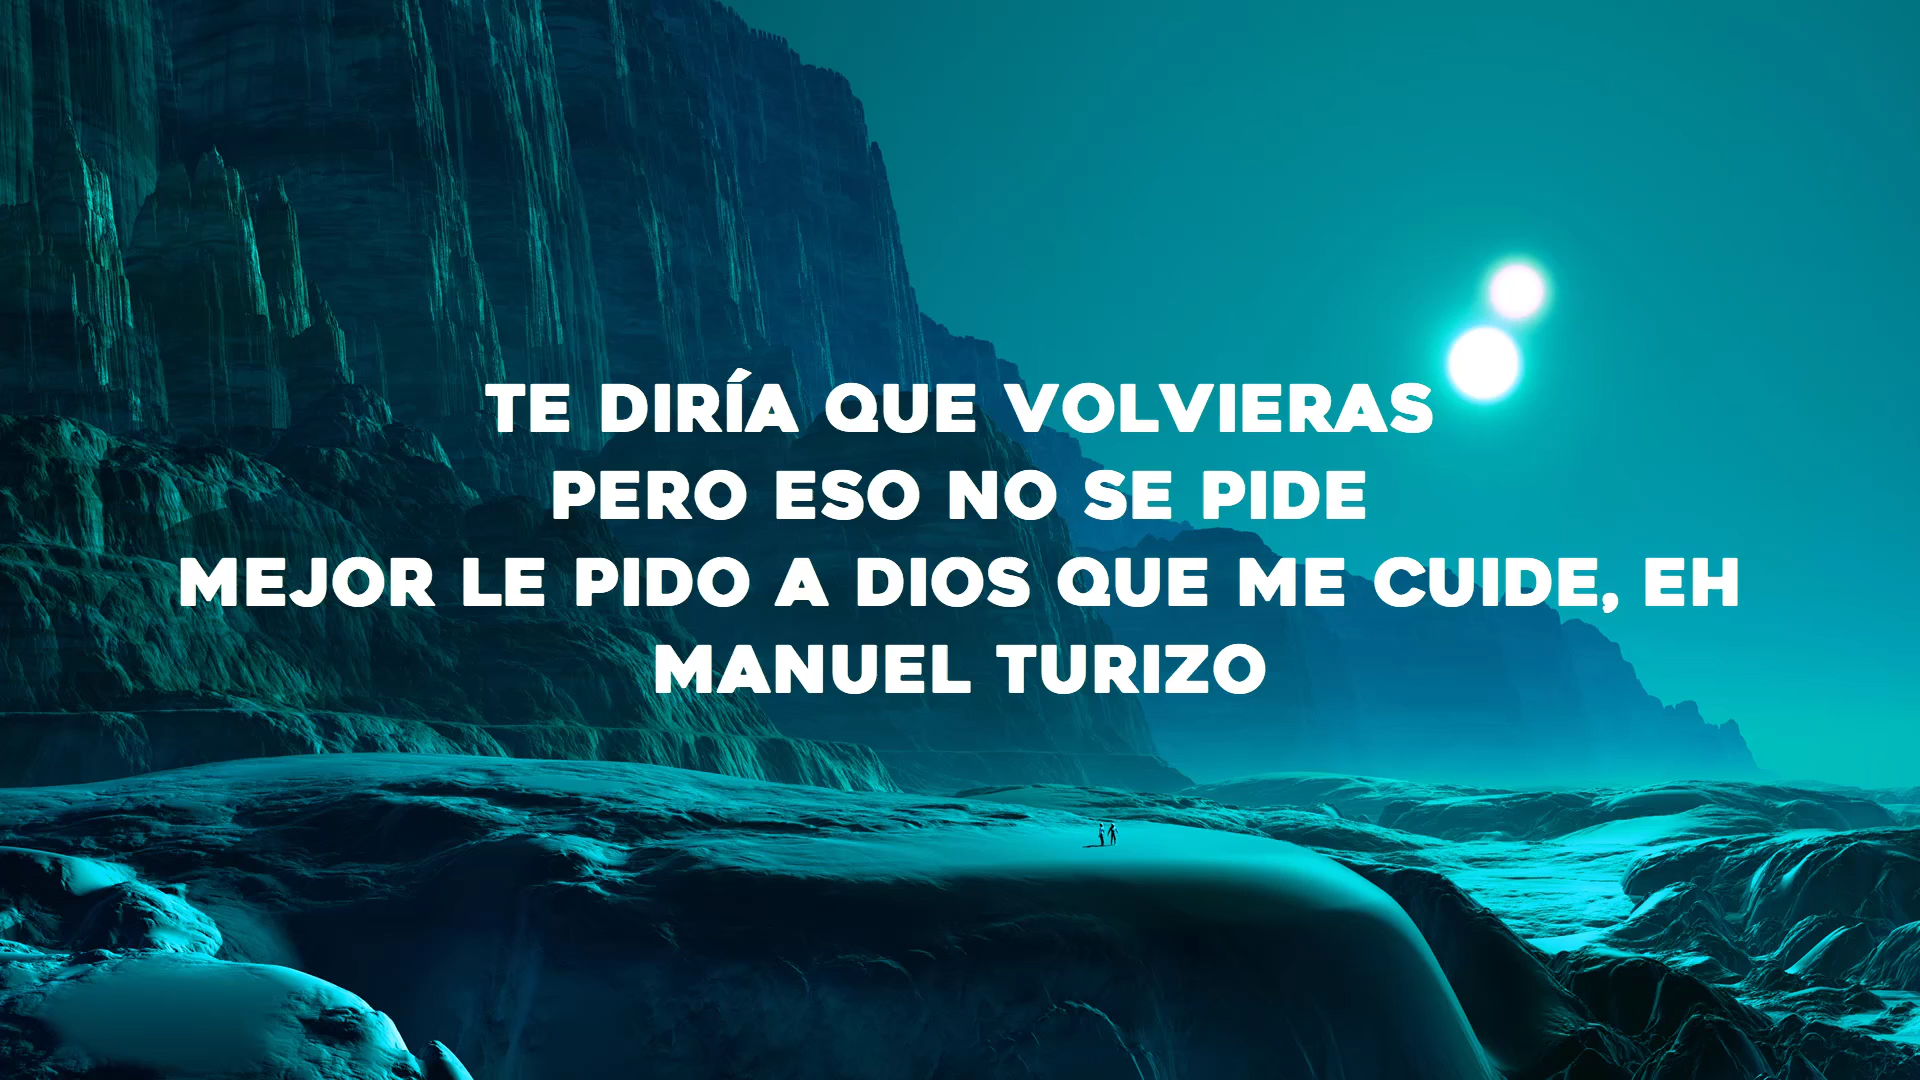 TE DIRÍA QUE VOLVIERAS
PERO ESO NO SE PIDE
MEJOR LE PIDO A DIOS QUE ME CUIDE, EH
MANUEL TURIZO